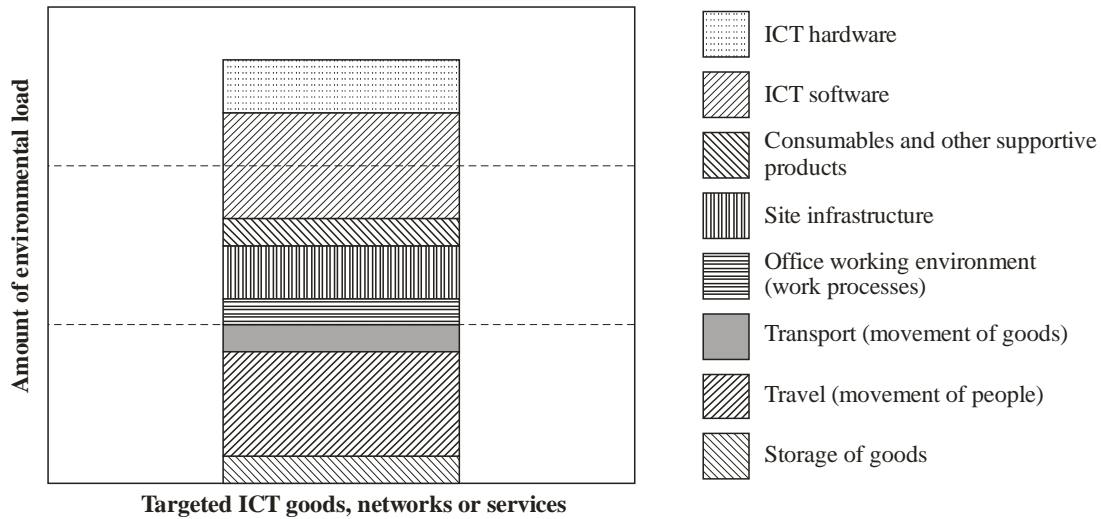 Amount of environmental load
Targeted ICT goods, networks or services
ICT hardware
ICT software
Consumables and other supportive
products
Site infrastructure
Office working environment
(work processes)
Transport (movement of goods)
Travel (movement of people)
Storage of goods